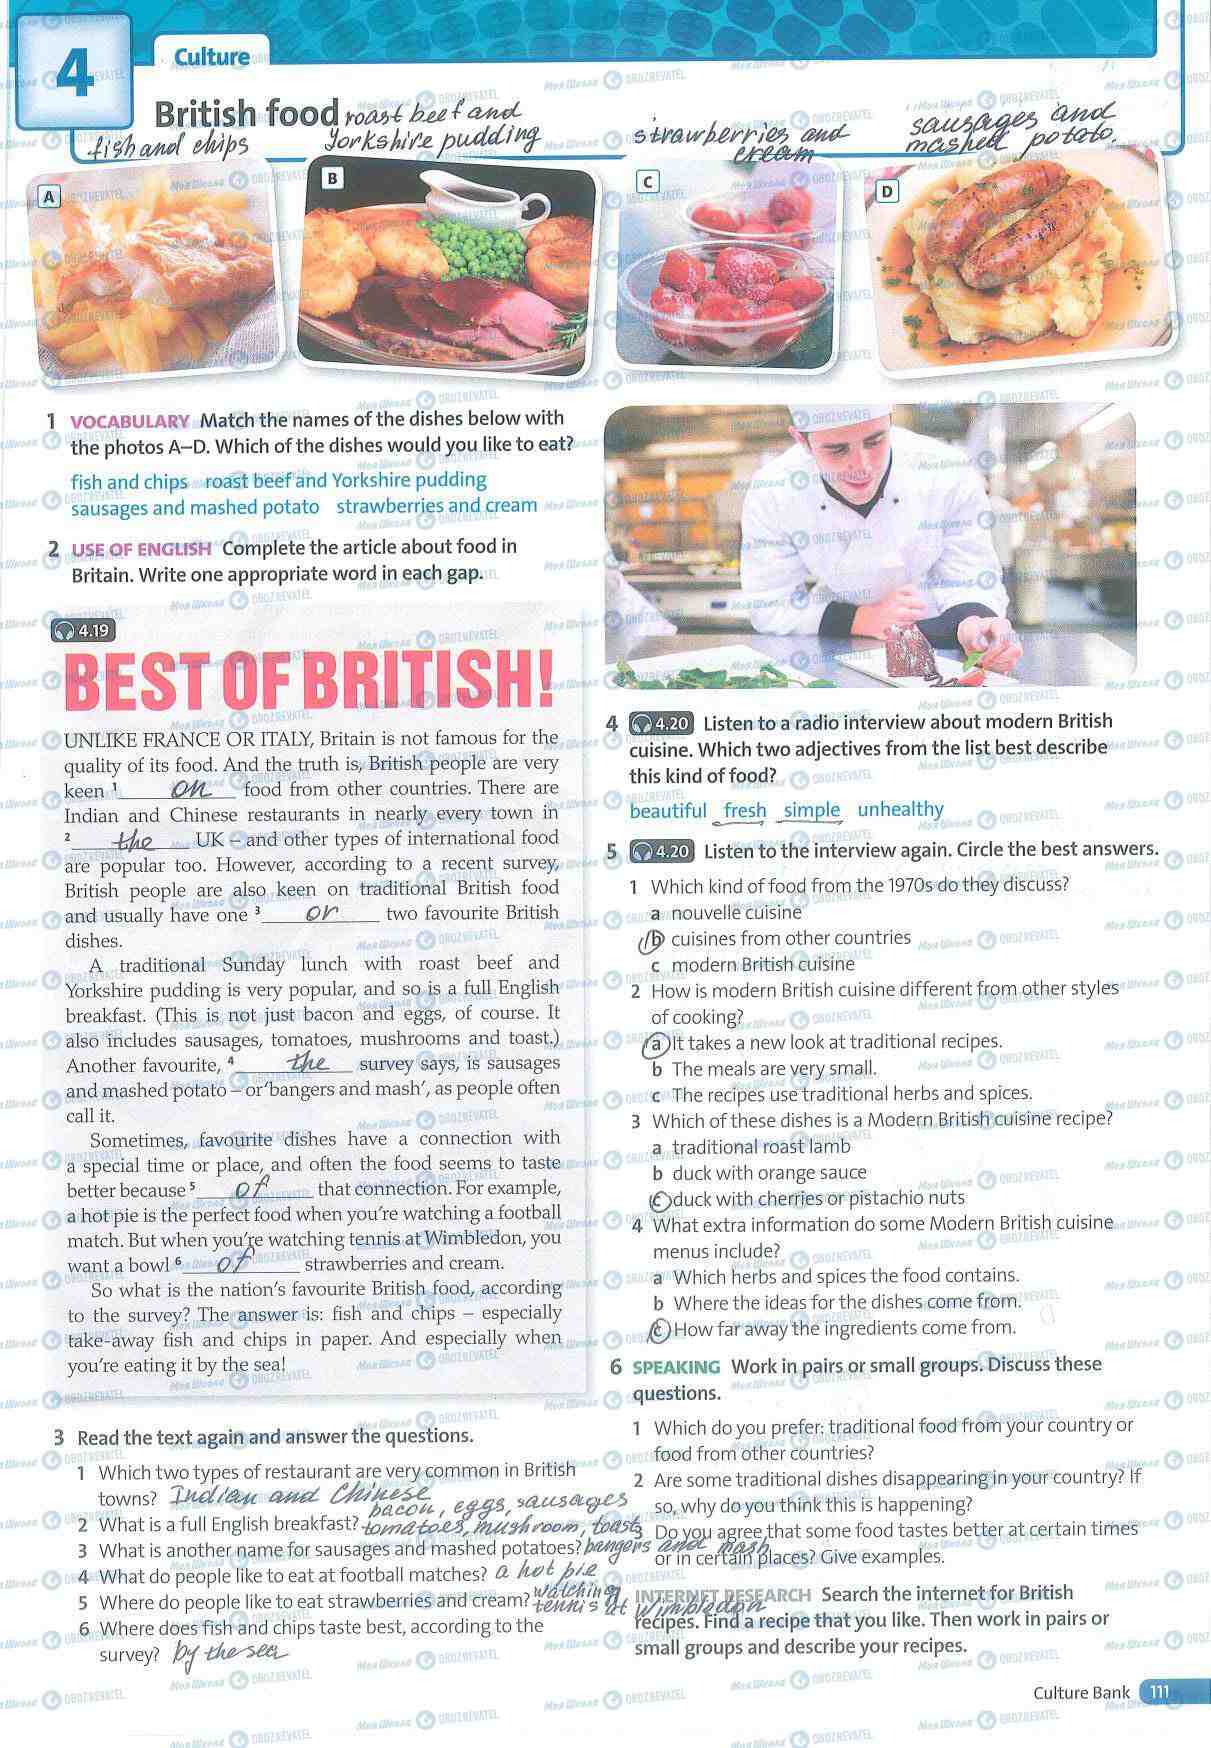 4
Culture
British food
roast beef and
Yorkshire pudding
fish and chips
strawberries and
cream
sausages and
mashed potato.
A
B
C
D
1 VOCABULARY Match the names of the dishes below with
the photos A–D. Which of the dishes would you like to eat?
fish and chips roast beef and Yorkshire pudding
sausages and mashed potato strawberries and cream
2 USE OF ENGLISH Complete the article about food in
Britain. Write one appropriate word in each gap.
4.19
BEST OF BRITISH!
UNLIKE FRANCE OR ITALY, Britain is not famous for the
quality of its food. And the truth is, British people are very
keen 1 on food from other countries. There are
Indian and Chinese restaurants in nearly every town in
2 the UK – and other types of international food
are popular too. However, according to a recent survey,
British people are also keen on traditional British food
and usually have one 3 or two favourite British
dishes.
A traditional Sunday lunch with roast beef and
Yorkshire pudding is very popular, and so is a full English
breakfast. (This is not just bacon and eggs, of course. It
also includes sausages, tomatoes, mushrooms and toast.)
Another favourite, 4 the survey says, is sausages
and mashed potato – or 'bangers and mash', as people often
call it.
Sometimes, favourite dishes have a connection with
a special time or place, and often the food seems to taste
better because 5 of that connection. For example,
a hot pie is the perfect food when you're watching a football
match. But when you're watching tennis at Wimbledon, you
want a bowl 6 of strawberries and cream.
So what is the nation's favourite British food, according
to the survey? The answer is: fish and chips – especially
take-away fish and chips in paper. And especially when
you're eating it by the sea!
3 Read the text again and answer the questions.
1 Which two types of restaurant are very common in British
towns? Indian and Chinese
bacon, eggs, sausages
2 What is a full English breakfast? tomatoes, mushroom, toast
3 What is another name for sausages and mashed potatoes? bangers and mash
4 What do people like to eat at football matches? a hot pie
5 Where do people like to eat strawberries and cream? watching
tennis at Wimbledon
6 Where does fish and chips taste best, according to the
survey? by the sea
4 4.20 Listen to a radio interview about modern British
cuisine. Which two adjectives from the list best describe
this kind of food?
beautiful fresh simple unhealthy
5 4.20 Listen to the interview again. Circle the best answers.
1 Which kind of food from the 1970s do they discuss?
a nouvelle cuisine
b cuisines from other countries
c modern British cuisine
2 How is modern British cuisine different from other styles
of cooking?
a It takes a new look at traditional recipes.
b The meals are very small.
c The recipes use traditional herbs and spices.
3 Which of these dishes is a Modern British cuisine recipe?
a traditional roast lamb
b duck with orange sauce
c duck with cherries or pistachio nuts
4 What extra information do some Modern British cuisine
menus include?
a Which herbs and spices the food contains.
b Where the ideas for the dishes come from.
c How far away the ingredients come from.
6 SPEAKING Work in pairs or small groups. Discuss these
questions.
1 Which do you prefer: traditional food from your country or
food from other countries?
2 Are some traditional dishes disappearing in your country? If
so, why do you think this is happening?
3 Do you agree that some food tastes better at certain times
or in certain places? Give examples.
7 INTERNET RESEARCH Search the internet for British
recipes. Find a recipe that you like. Then work in pairs or
small groups and describe your recipes.
Culture Bank 111
Моя Школа OBOZREVATEL